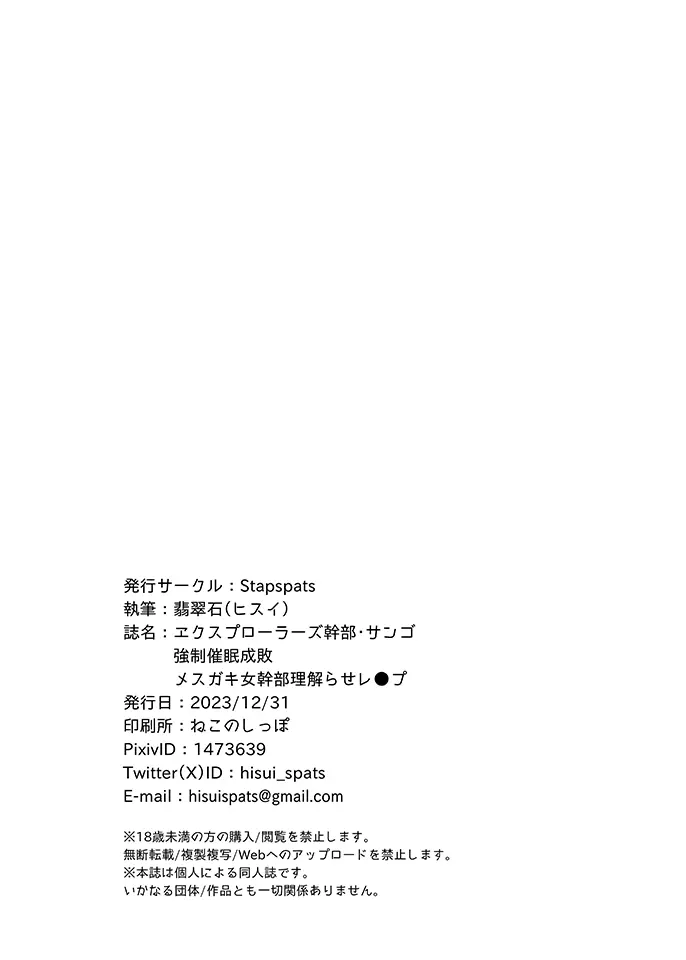 発行サークル：Stapspats
執筆：翡翠石(ヒスイ)
誌名：ヱクスプローラーズ幹部･サンゴ
強制催眠成敗
メスガキ女幹部理解らせレ●プ
発行日：2023/12/31
印刷所：ねこのしっぽ
PixivID：1473639
Twitter(X)ID：hisui_spats
E-mail：hisuispats@gmail.com
※18歳未満の方の購入/閲覧を禁止します。
無断転載/複製複写/Webへのアップロードを禁止します。
※本誌は個人による同人誌です。
いかなる団体/作品とも一切関係ありません。